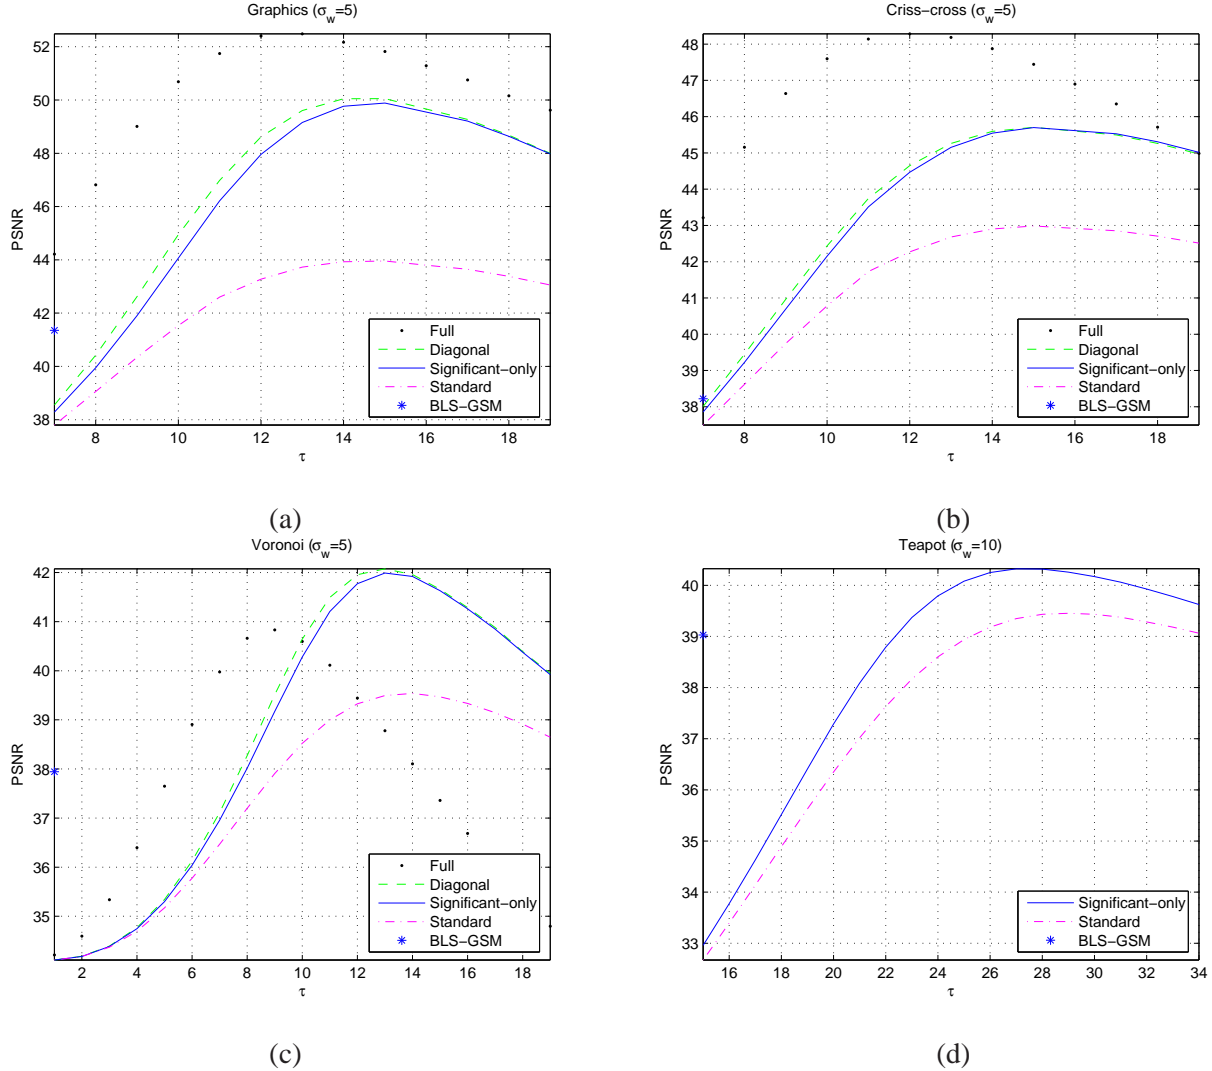 Graphics (σ_w=5)
PSNR
52
50
48
46
44
42
40
38
8 10 12 14 16 18
τ
Full
Diagonal
Significant−only
Standard
BLS−GSM
(a)
Criss−cross (σ_w=5)
PSNR
48
47
46
45
44
43
42
41
40
39
38
8 10 12 14 16 18
τ
Full
Diagonal
Significant−only
Standard
BLS−GSM
(b)
Voronoi (σ_w=5)
PSNR
42
41
40
39
38
37
36
35
2 4 6 8 10 12 14 16 18
τ
Full
Diagonal
Significant−only
Standard
BLS−GSM
(c)
Teapot (σ_w=10)
PSNR
40
39
38
37
36
35
34
33
16 18 20 22 24 26 28 30 32 34
τ
Significant−only
Standard
BLS−GSM
(d)